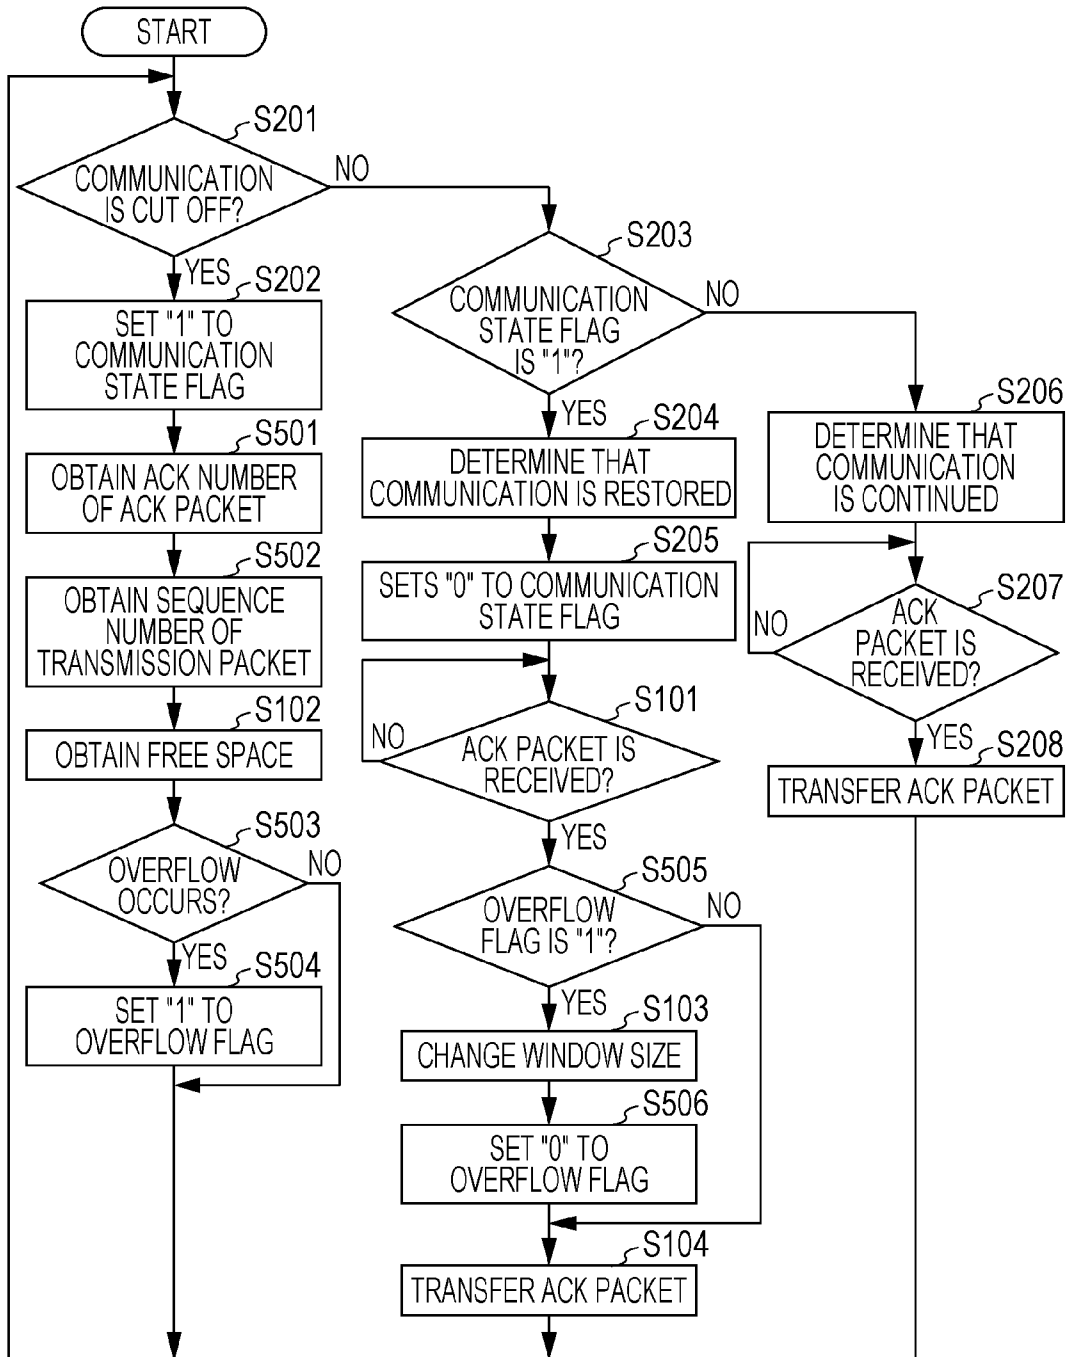 START
S201
COMMUNICATION
IS CUT OFF?
NO
YES
S202
SET "1" TO
COMMUNICATION
STATE FLAG
S501
OBTAIN ACK NUMBER
OF ACK PACKET
S502
OBTAIN SEQUENCE
NUMBER OF
TRANSMISSION PACKET
S102
OBTAIN FREE SPACE
S503
OVERFLOW
OCCURS?
NO
YES
S504
SET "1" TO
OVERFLOW FLAG
S203
COMMUNICATION
STATE FLAG
IS "1"?
NO
YES
S204
DETERMINE THAT
COMMUNICATION IS RESTORED
S205
SETS "0" TO COMMUNICATION
STATE FLAG
S101
NO
ACK PACKET IS
RECEIVED?
YES
S505
OVERFLOW
FLAG IS "1"?
NO
YES
S103
CHANGE WINDOW SIZE
S506
SET "0" TO
OVERFLOW FLAG
S104
TRANSFER ACK PACKET
S206
DETERMINE THAT
COMMUNICATION
IS CONTINUED
S207
NO
ACK
PACKET IS
RECEIVED?
YES
S208
TRANSFER ACK PACKET